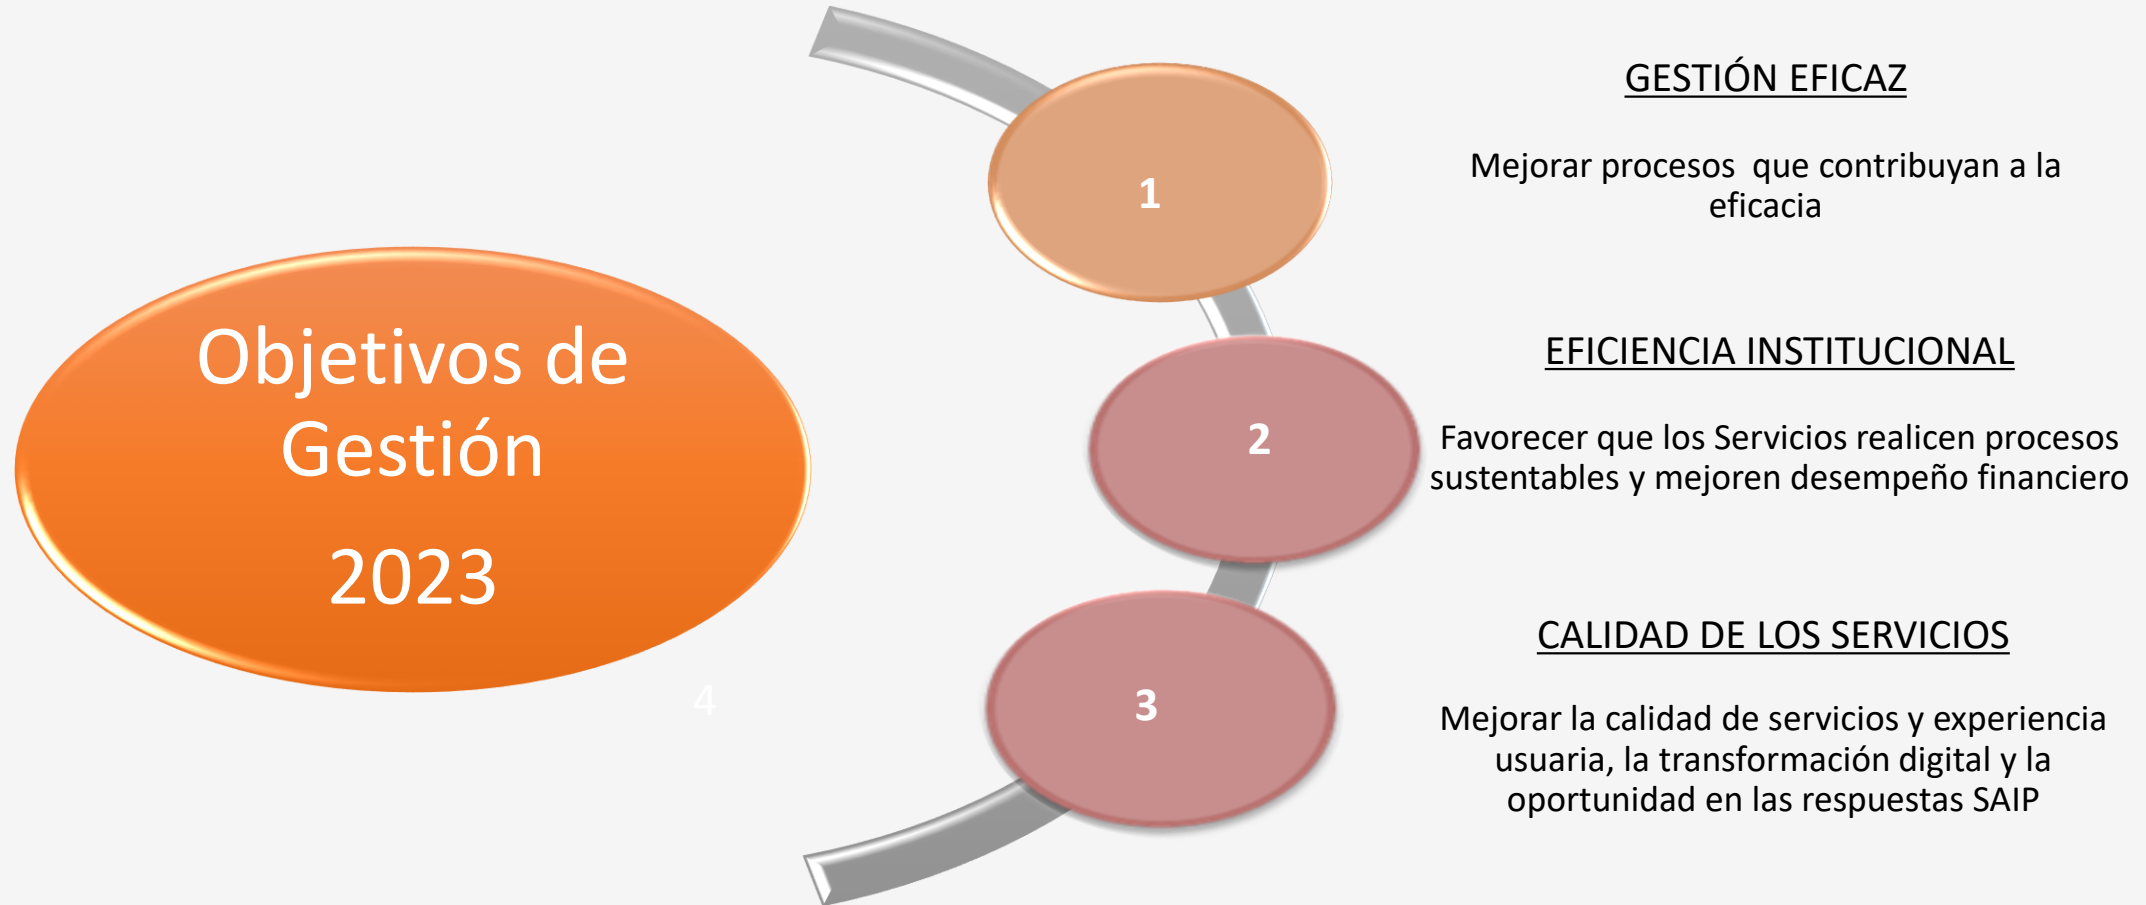 Objetivos de
Gestión
2023
4
1
GESTIÓN EFICAZ
Mejorar procesos  que contribuyan a la
eficacia
2
EFICIENCIA INSTITUCIONAL
Favorecer que los Servicios realicen procesos
sustentables y mejoren desempeño financiero
3
CALIDAD DE LOS SERVICIOS
Mejorar la calidad de servicios y experiencia
usuaria, la transformación digital y la
oportunidad en las respuestas SAIP